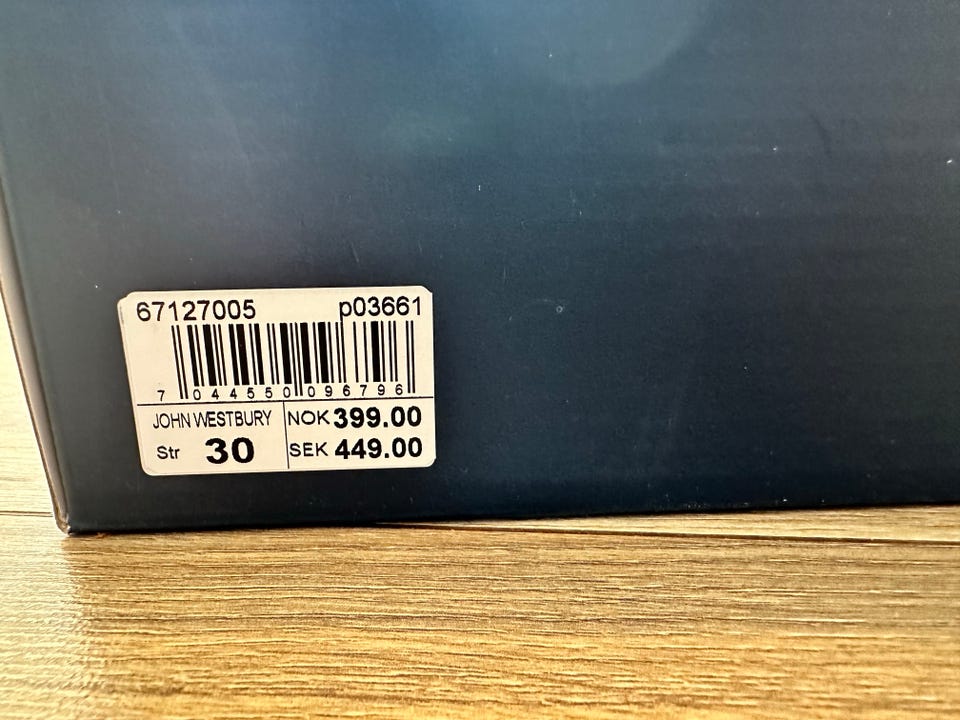 67127005 p03661
7 044550 096796
JOHN WESTBURY NOK 399.00
Str 30 SEK 449.00